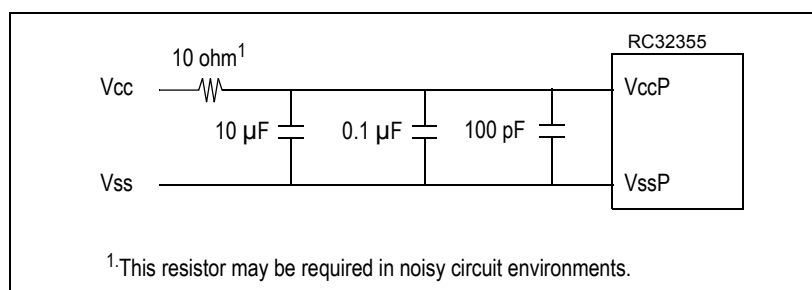 RC32355
10 ohm1
Vcc
VccP
10 µF
0.1 µF
100 pF
Vss
VssP
1.This resistor may be required in noisy circuit environments.